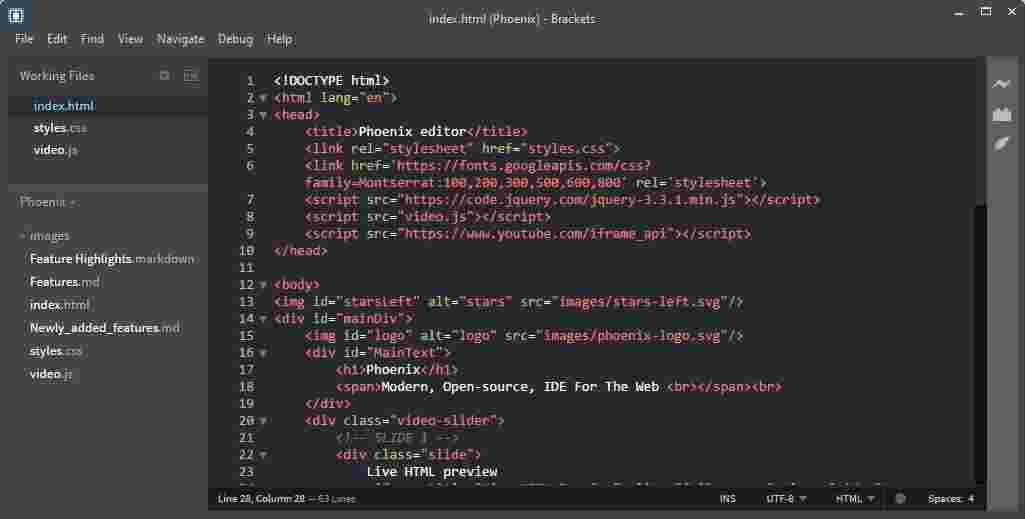 index.html (Phoenix) - Brackets
File Edit Find View Navigate Debug Help
Working Files
index.html
styles.css
video.js
Phoenix
images
Feature Highlights.markdown
Features.md
index.html
Newly_added_features.md
styles.css
video.js
1 <!DOCTYPE html>
2 <html lang="en">
3 <head>
4 <title>Phoenix editor</title>
5 <link rel="stylesheet" href="styles.css">
6 <link href='https://fonts.googleapis.com/css?
family=Montserrat:100,200,300,500,600,800' rel='stylesheet'>
7 <script src="https://code.jquery.com/jquery-3.3.1.min.js"></script>
8 <script src="video.js"></script>
9 <script src="https://www.youtube.com/iframe_api"></script>
10 </head>
11
12 <body>
13 <img id="starsLeft" alt="stars" src="images/stars-left.svg"/>
14 <div id="mainDiv">
15 <img id="logo" alt="logo" src="images/phoenix-logo.svg"/>
16 <div id="MainText">
17 <h1>Phoenix</h1>
18 <span>Modern, Open-source, IDE For The Web <br></span><br>
19 </div>
20 <div class="video-slider">
21 <!-- SLIDE 1 -->
22 <div class="slide">
23 Live HTML preview
Line 28, Column 28 — 63 Lines INS UTF-8 HTML Spaces: 4